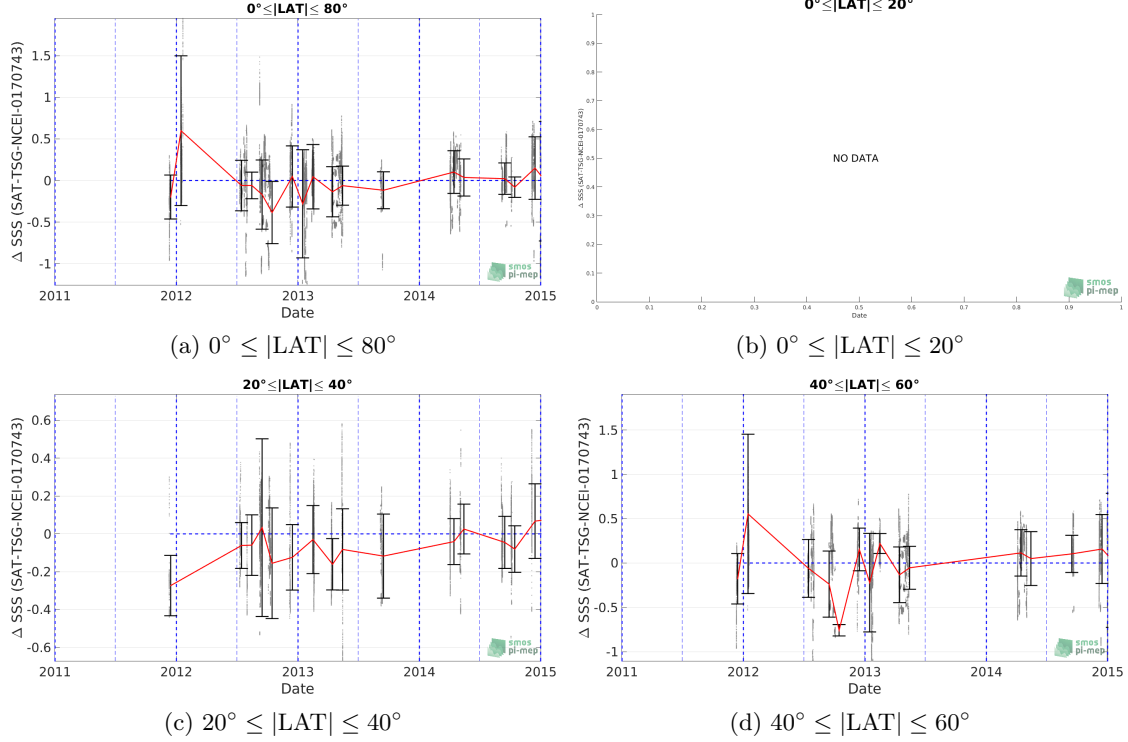 0°≤|LAT|≤ 80°
Δ SSS (SAT-TSG-NCEI-0170743)
1.5
1
0.5
0
-0.5
-1
2011 2012 2013 2014 2015
Date
smos
pi-mep
(a) 0° ≤ |LAT| ≤ 80°
0°≤|LAT|≤ 20°
Δ SSS (SAT-TSG-NCEI-0170743)
1
0.9
0.8
0.7
0.6
0.5
0.4
0.3
0.2
0.1
0
NO DATA
0 0.1 0.2 0.3 0.4 0.5 0.6 0.7 0.8 0.9 1
Date
smos
pi-mep
(b) 0° ≤ |LAT| ≤ 20°
20°≤|LAT|≤ 40°
Δ SSS (SAT-TSG-NCEI-0170743)
0.6
0.4
0.2
0
-0.2
-0.4
-0.6
2011 2012 2013 2014 2015
Date
smos
pi-mep
(c) 20° ≤ |LAT| ≤ 40°
40°≤|LAT|≤ 60°
Δ SSS (SAT-TSG-NCEI-0170743)
1.5
1
0.5
0
-0.5
-1
2011 2012 2013 2014 2015
Date
smos
pi-mep
(d) 40° ≤ |LAT| ≤ 60°